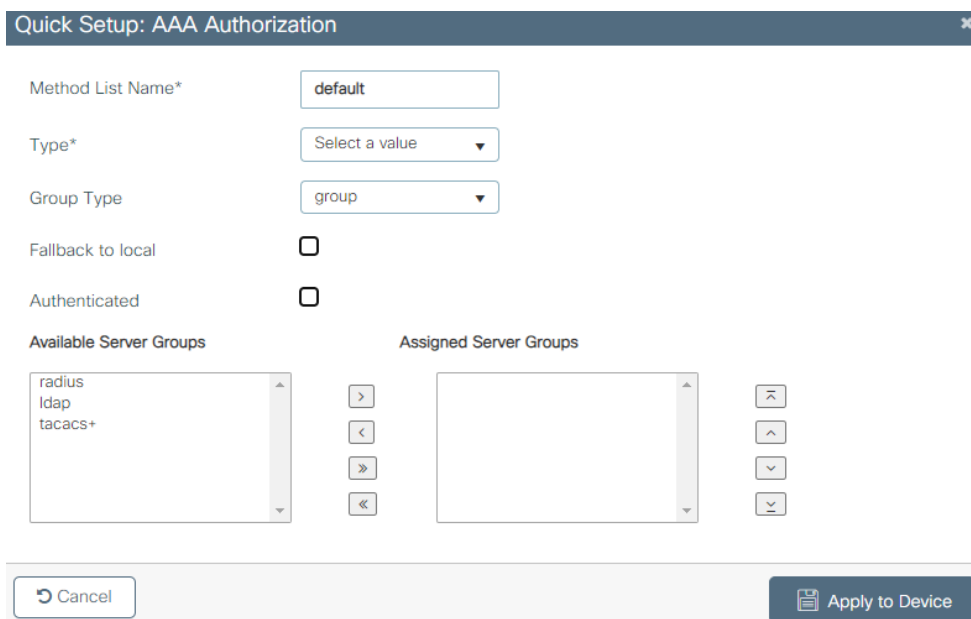 Quick Setup: AAA Authorization
Method List Name*
default
Type*
Select a value
Group Type
group
Fallback to local
Authenticated
Available Server Groups
Assigned Server Groups
radius
ldap
tacacs+
Cancel
Apply to Device